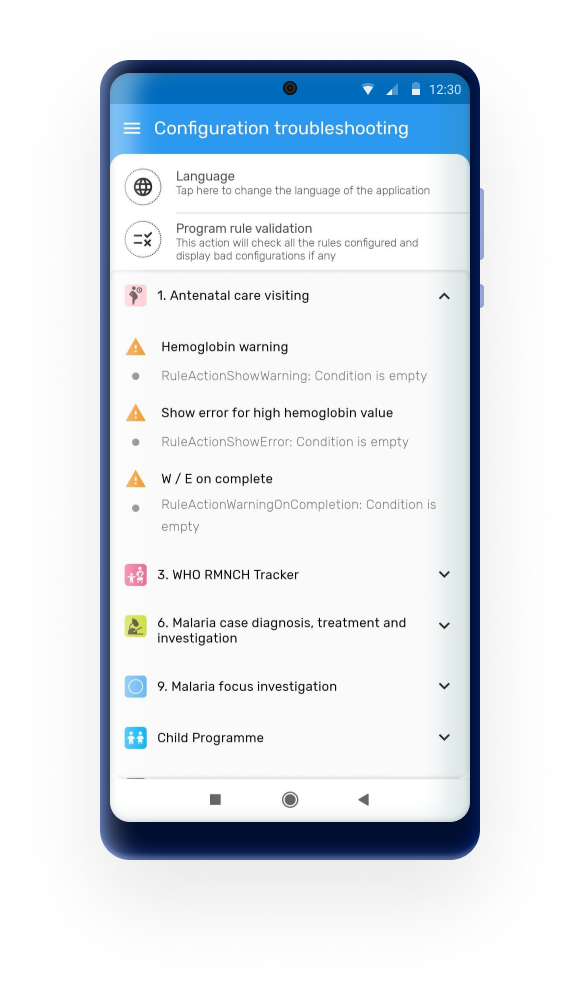 12:30
Configuration troubleshooting
Language
Tap here to change the language of the application
Program rule validation
This action will check all the rules configured and
display bad configurations if any
1. Antenatal care visiting
Hemoglobin warning
RuleActionShowWarning: Condition is empty
Show error for high hemoglobin value
RuleActionShowError: Condition is empty
W / E on complete
RuleActionWarningOnCompletion: Condition is
empty
3. WHO RMNCH Tracker
6. Malaria case diagnosis, treatment and
investigation
9. Malaria focus investigation
Child Programme